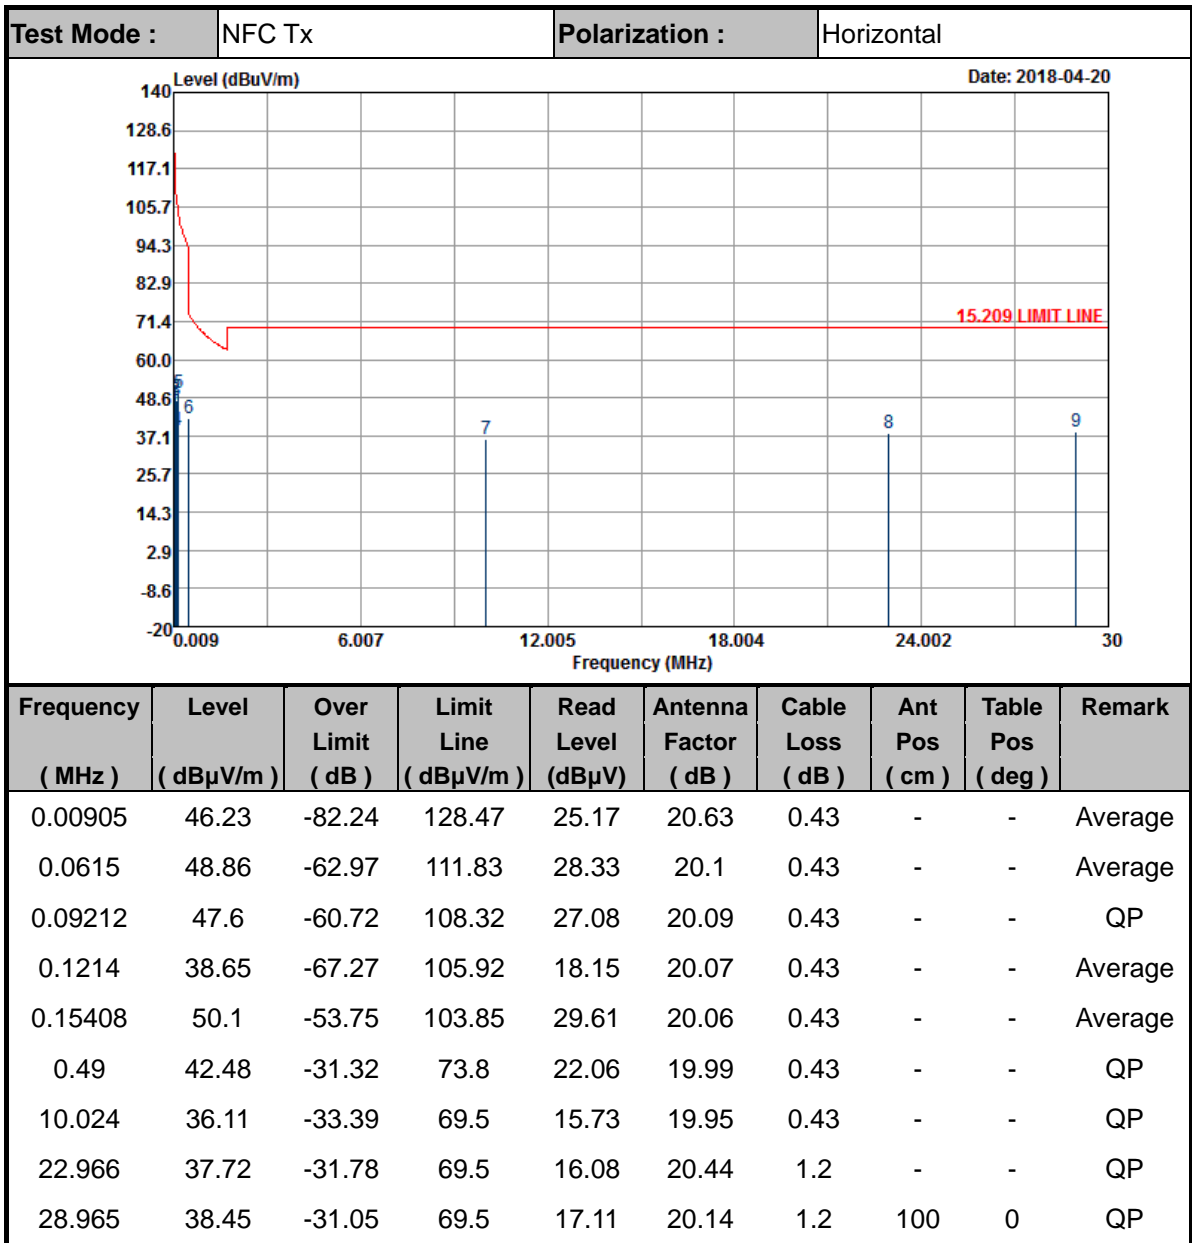 Test Mode : NFC Tx Polarization : Horizontal
Level (dBuV/m) Date: 2018-04-20
140
128.6
117.1
105.7
94.3
82.9
71.4
15.209 LIMIT LINE
60.0
5
48.6
6
37.1
7
8
9
25.7
14.3
2.9
-8.6
-20
0.009 6.007 12.005 18.004 24.002 30
Frequency (MHz)
Frequency Level Over Limit Read Antenna Cable Ant Table Remark
Limit Line Level Factor Loss Pos Pos
( MHz ) ( dBµV/m ) ( dB ) ( dBµV/m ) (dBµV) ( dB ) ( dB ) ( cm ) ( deg )
0.00905 46.23 -82.24 128.47 25.17 20.63 0.43 - - Average
0.0615 48.86 -62.97 111.83 28.33 20.1 0.43 - - Average
0.09212 47.6 -60.72 108.32 27.08 20.09 0.43 - - QP
0.1214 38.65 -67.27 105.92 18.15 20.07 0.43 - - Average
0.15408 50.1 -53.75 103.85 29.61 20.06 0.43 - - Average
0.49 42.48 -31.32 73.8 22.06 19.99 0.43 - - QP
10.024 36.11 -33.39 69.5 15.73 19.95 0.43 - - QP
22.966 37.72 -31.78 69.5 16.08 20.44 1.2 - - QP
28.965 38.45 -31.05 69.5 17.11 20.14 1.2 100 0 QP